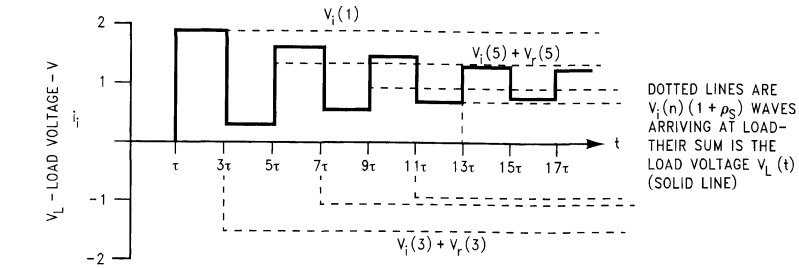 2
V_i(1)
V_i(5) + V_r(5)
1
V_L - LOAD VOLTAGE - V
i_i
DOTTED LINES ARE
V_i(n) (1 + ρ_S) WAVES
ARRIVING AT LOAD-
THEIR SUM IS THE
LOAD VOLTAGE V_L (t)
(SOLID LINE)
t
τ 3τ 5τ 7τ 9τ 11τ 13τ 15τ 17τ
-1
V_i(3) + V_r(3)
-2